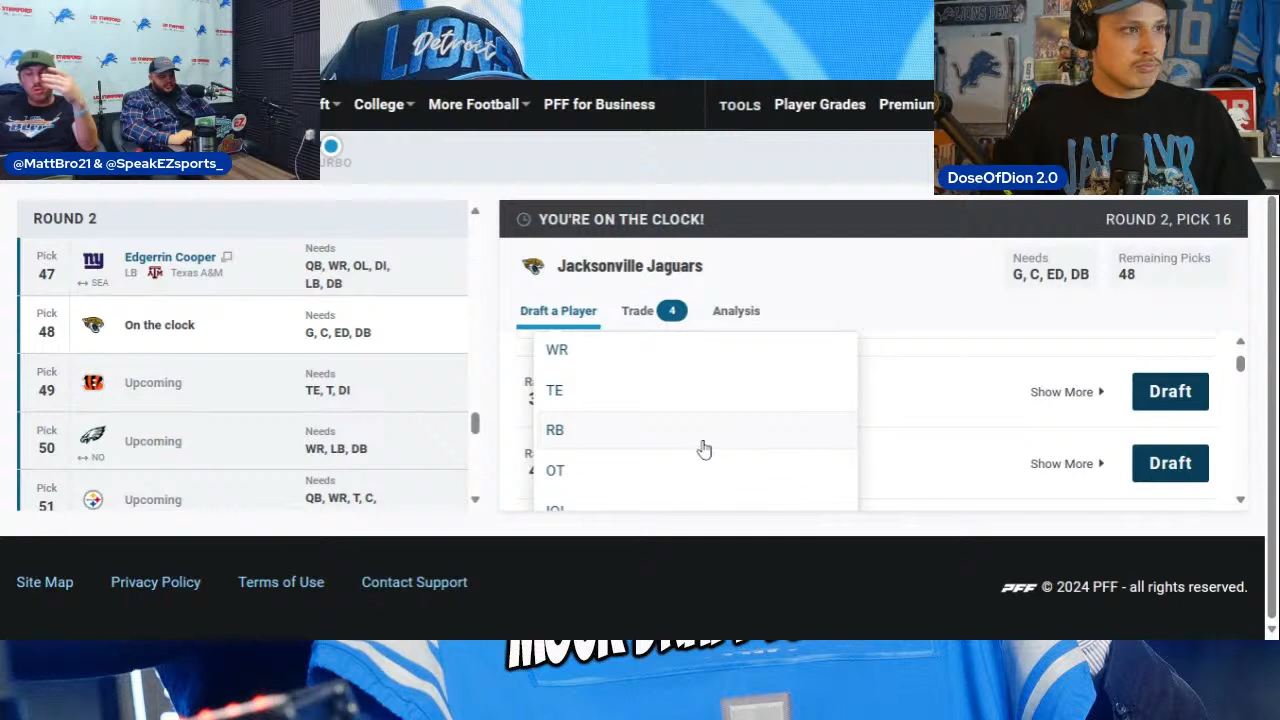 LIONS
Detroit
LIONS DEN
@MattBro21 & @SpeakEZsports_
DoseOfDion 2.0
College
More Football
PFF for Business
TOOLS
Player Grades
Premium
ROUND 2
Pick
47
SEA
Edgerrin Cooper
LB
Texas A&M
Needs
QB, WR, OL, DI,
LB, DB
Pick
48
On the clock
Needs
G, C, ED, DB
Pick
49
Upcoming
Needs
TE, T, DI
Pick
50
NO
Upcoming
Needs
WR, LB, DB
Pick
51
Upcoming
Needs
QB, WR, T, C,
YOU'RE ON THE CLOCK!
ROUND 2, PICK 16
Jacksonville Jaguars
Needs
G, C, ED, DB
Remaining Picks
48
Draft a Player
Trade
4
Analysis
WR
TE
RB
OT
Show More
Draft
Show More
Draft
Site Map
Privacy Policy
Terms of Use
Contact Support
PFF © 2024 PFF - all rights reserved.